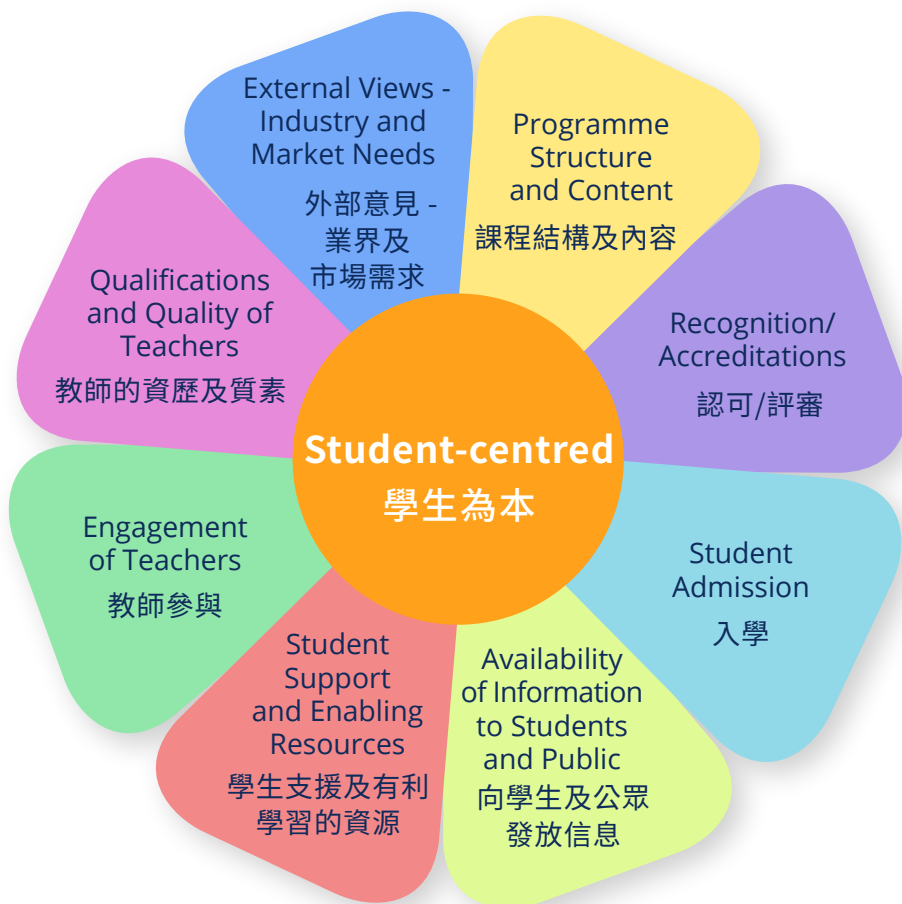 External Views -
Industry and
Market Needs
外部意見 -
業界及
市場需求
Programme
Structure
and Content
課程結構及內容
Recognition/
Accreditations
認可/評審
Student
Admission
入學
Availability
of Information
to Students
and Public
向學生及公眾
發放信息
Student
Support
and Enabling
Resources
學生支援及有利
學習的資源
Engagement
of Teachers
教師參與
Qualifications
and Quality of
Teachers
教師的資歷及質素
Student-centred
學生為本